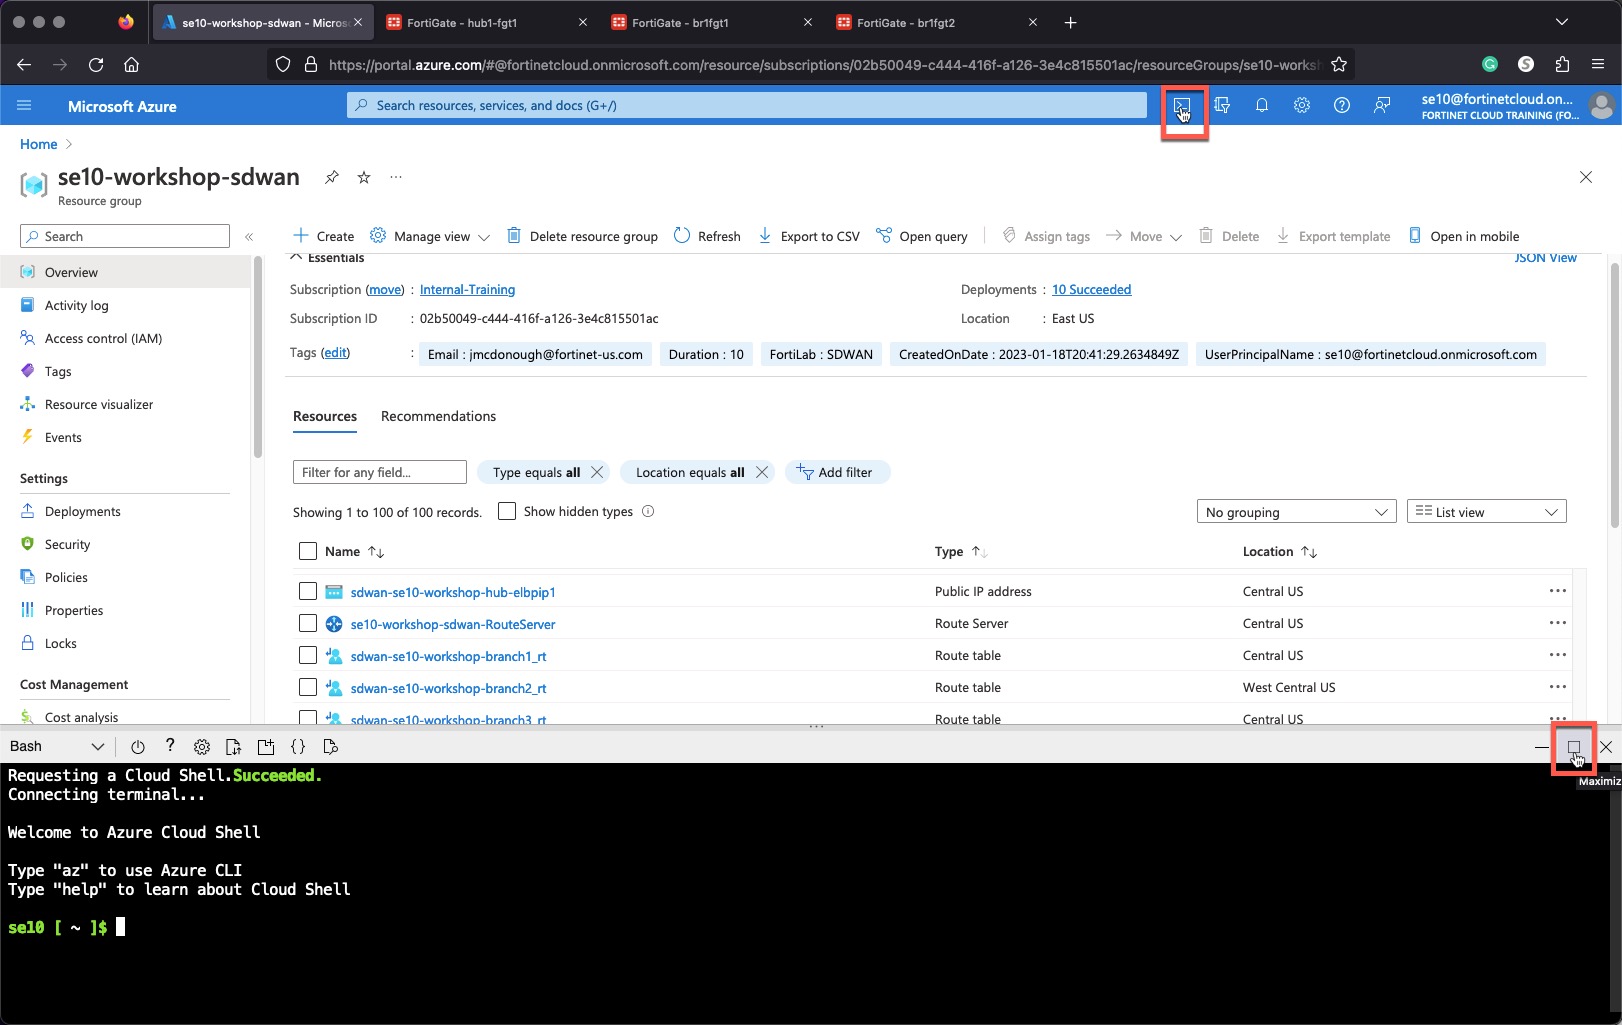 se10-workshop-sdwan - Micros
FortiGate - hub1-fgt1
FortiGate - br1fgt1
FortiGate - br1fgt2
https://portal.azure.com/#@fortinetcloud.onmicrosoft.com/resource/subscriptions/02b50049-c444-416f-a126-3e4c815501ac/resourceGroups/se10-worksh
Microsoft Azure
Search resources, services, and docs (G+/)
se10@fortinetcloud.on...
FORTINET CLOUD TRAINING (FO...
Home
se10-workshop-sdwan
...
Resource group
Search
«
Create
Manage view
Delete resource group
Refresh
Export to CSV
Open query
Assign tags
Move
Delete
Export template
Open in mobile
Overview
Activity log
Access control (IAM)
Tags
Resource visualizer
Events
Settings
Deployments
Security
Policies
Properties
Locks
Cost Management
Cost analysis
Essentials
JSON View
Subscription (move) : Internal-Training
Deployments : 10 Succeeded
Subscription ID : 02b50049-c444-416f-a126-3e4c815501ac
Location : East US
Tags (edit) : Email : jmcdonough@fortinet-us.com Duration : 10 FortiLab : SDWAN CreatedOnDate : 2023-01-18T20:41:29.2634849Z UserPrincipalName : se10@fortinetcloud.onmicrosoft.com
Resources
Recommendations
Filter for any field...
Type equals all
Location equals all
Add filter
Showing 1 to 100 of 100 records.
Show hidden types
No grouping
List view
Name ↑↓ Type ↑↓ Location ↑↓
sdwan-se10-workshop-hub-elbpip1 Public IP address Central US ...
se10-workshop-sdwan-RouteServer Route Server Central US ...
sdwan-se10-workshop-branch1_rt Route table Central US ...
sdwan-se10-workshop-branch2_rt Route table West Central US ...
sdwan-se10-workshop-branch3_rt Route table Central US ...
Bash
?
{}
Maximiz
Requesting a Cloud Shell.Succeeded.
Connecting terminal...
Welcome to Azure Cloud Shell
Type "az" to use Azure CLI
Type "help" to learn about Cloud Shell
se10 [ ~ ]$